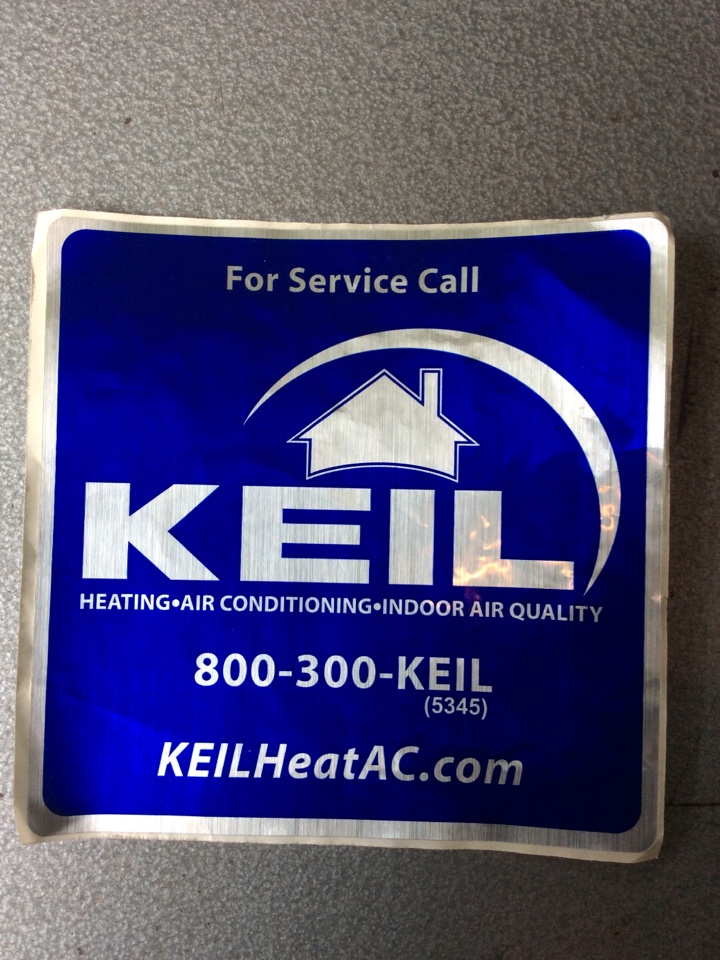 For Service Call
KEIL
HEATING•AIR CONDITIONING•INDOOR AIR QUALITY
800-300-KEIL
(5345)
KEILHeatAC.com